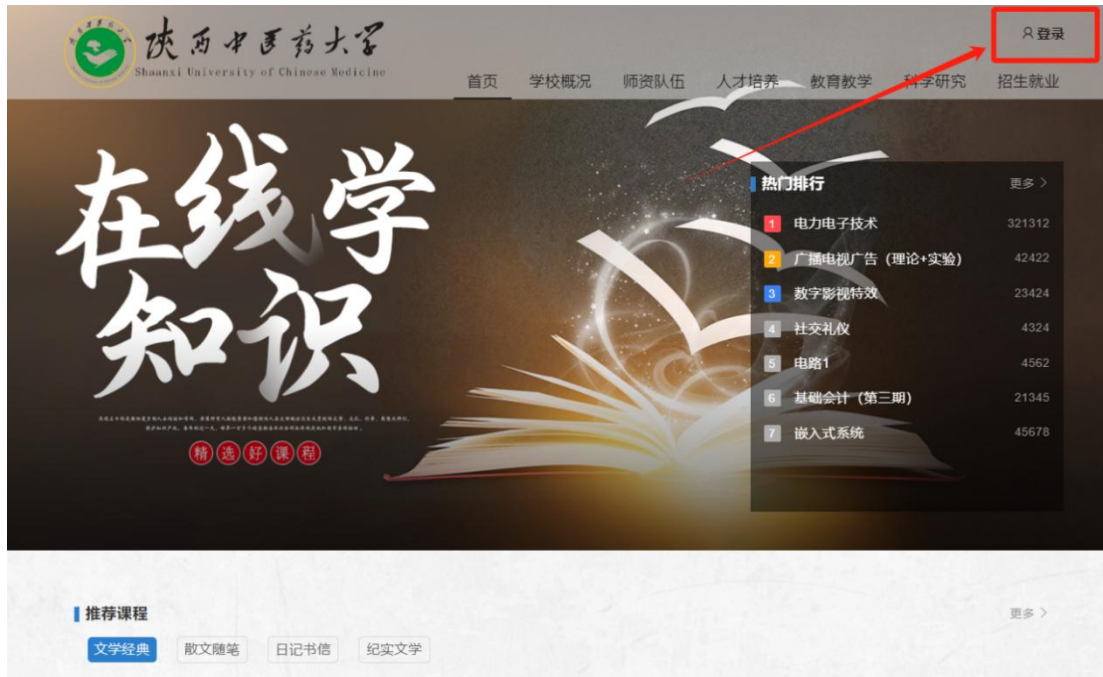 陕西中医药大学
Shaanxi University of Chinese Medicine
登录
首页 学校概况 师资队伍 人才培养 教育教学 科学研究 招生就业
在线学
知识
精选好课程
热门排行 更多
1 电力电子技术 321312
2 广播电视广告（理论+实验） 42422
3 数字影视特效 23424
4 社交礼仪 4324
5 电路1 4562
6 基础会计（第三期） 21345
7 嵌入式系统 45678
推荐课程 更多
文学经典 散文随笔 日记书信 纪实文学